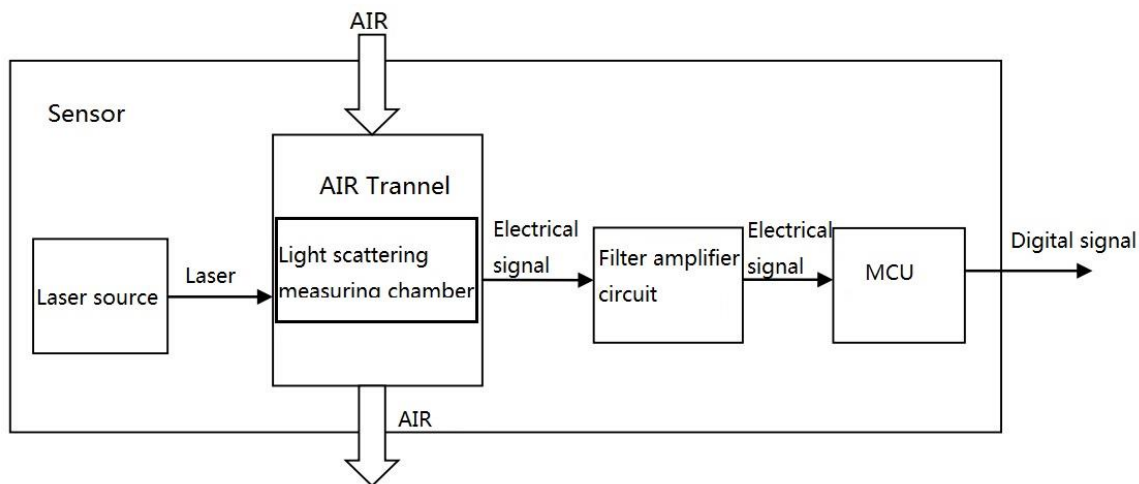 AIR
Sensor
AIR Trannel
Laser source
Laser
Light scattering
measuring chamber
Electrical
signal
Filter amplifier
circuit
Electrical
signal
MCU
Digital signal
AIR